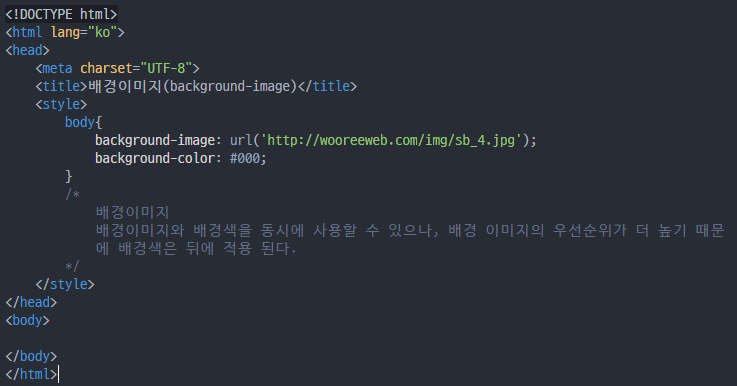 <!DOCTYPE html>
<html lang="ko">
<head>
    <meta charset="UTF-8">
    <title>배경이미지(background-image)</title>
    <style>
        body{
            background-image: url('http://wooreeweb.com/img/sb_4.jpg');
            background-color: #000;
        }
        /*
            배경이미지
            배경이미지와 배경색을 동시에 사용할 수 있으나, 배경 이미지의 우선순위가 더 높기 때문
            에 배경색은 뒤에 적용 된다.
        */
    </style>
</head>
<body>

</body>
</html>